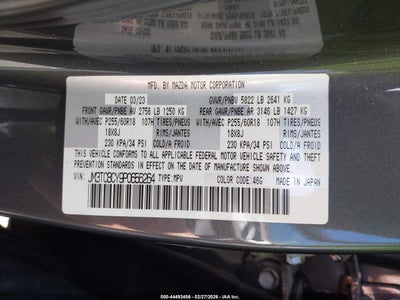 MFD. BY MAZDA MOTOR CORPORATION
DATE 03/23 GVWR/PNBV 5822 LB 2641 KG
FRONT GAWR/PNBE AV 2756 LB 1250 KG REAR GAWR/PNBE AR 3146 LB 1427 KG
WITH/AVEC P255/60R18 107H TIRES/PNEUS WITH/AVEC P255/60R18 107H TIRES/PNEUS
18X8J RIMS/JANTES 18X8J RIMS/JANTES
230 KPA/34 PSI COLD/A FROID 230 KPA/34 PSI COLD/A FROID
THIS VEHICLE CONFORMS TO ALL APPLICABLE FEDERAL MOTOR VEHICLE SAFETY, BUMPER,
AND THEFT PREVENTION STANDARDS IN EFFECT ON THE DATE OF MANUFACTURE SHOWN ABOVE.
VIN: TYPE: MPV COLOR CODE: 46G MADE IN JAPAN
© 44493456 - 02/27/2026 - IAA, Inc.